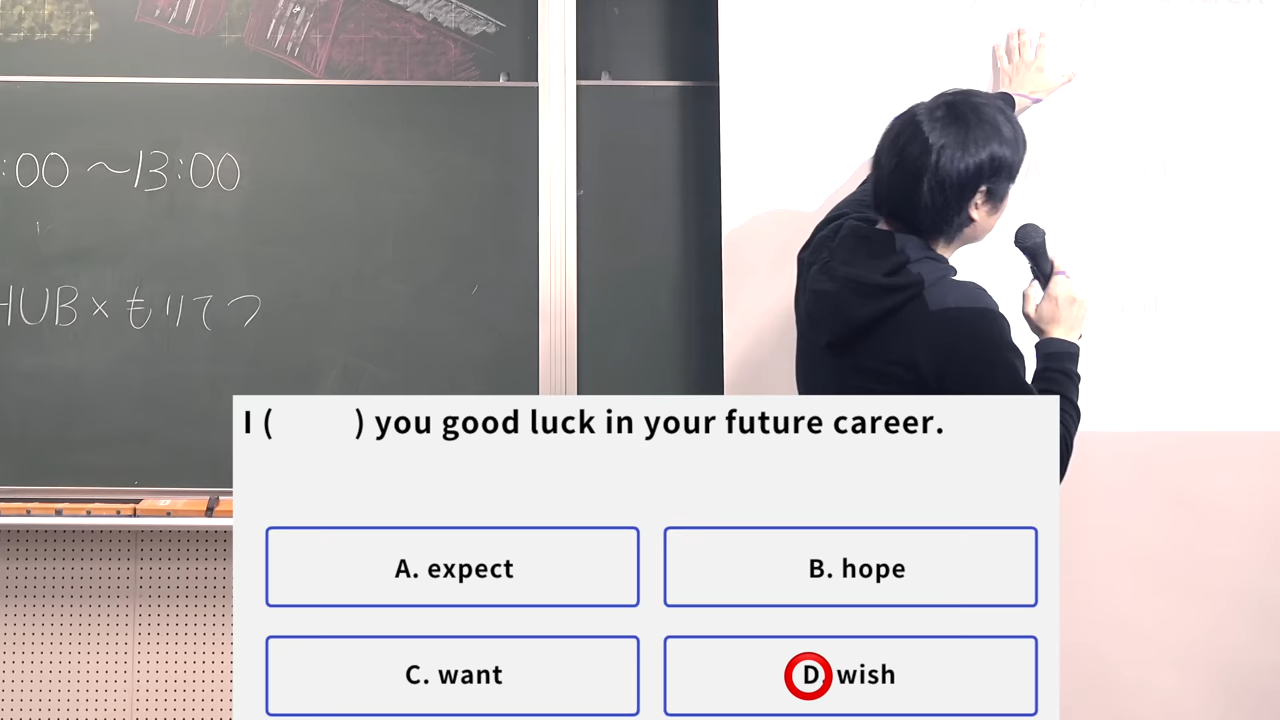 :00 〜13:00
HUB×もりてつ
I (          ) you good luck in your future career.
A. expect
B. hope
C. want
D. wish